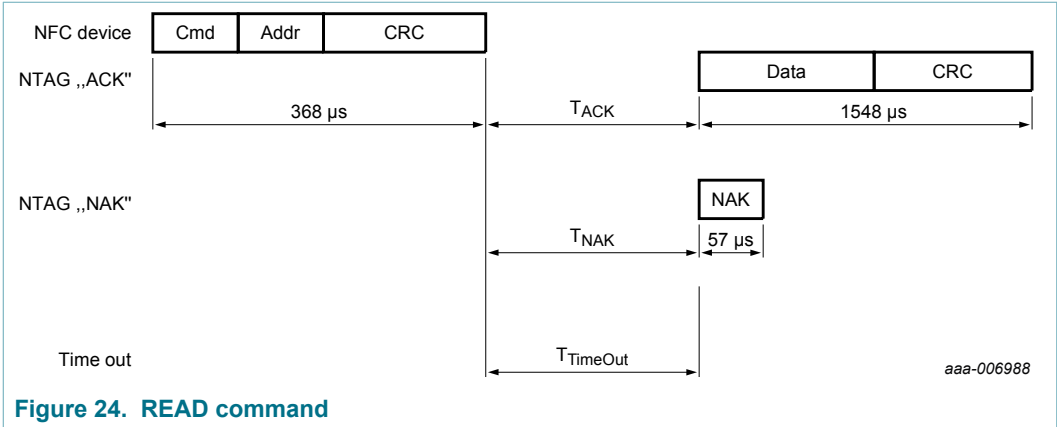 NFC device Cmd Addr CRC
NTAG ,,ACK" Data CRC
368 µs TACK 1548 µs
NTAG ,,NAK" NAK
TNAK 57 µs
Time out TTimeOut
aaa-006988
Figure 24. READ command